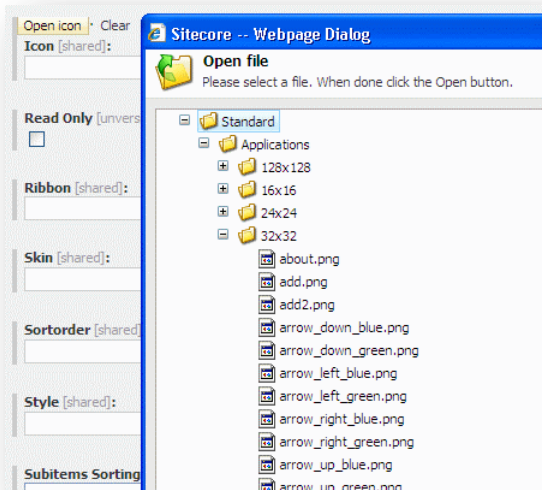 Open icon · Clear
Icon [shared]:
Read Only [unvers
Ribbon [shared]:
Skin [shared]:
Sortorder [shared]
Style [shared]:
Subitems Sorting
Sitecore -- Webpage Dialog
Open file
Please select a file. When done click the Open button.
Standard
Applications
128x128
16x16
24x24
32x32
about.png
add.png
add2.png
arrow_down_blue.png
arrow_down_green.png
arrow_left_blue.png
arrow_left_green.png
arrow_right_blue.png
arrow_right_green.png
arrow_up_blue.png
arrow_up_green.png